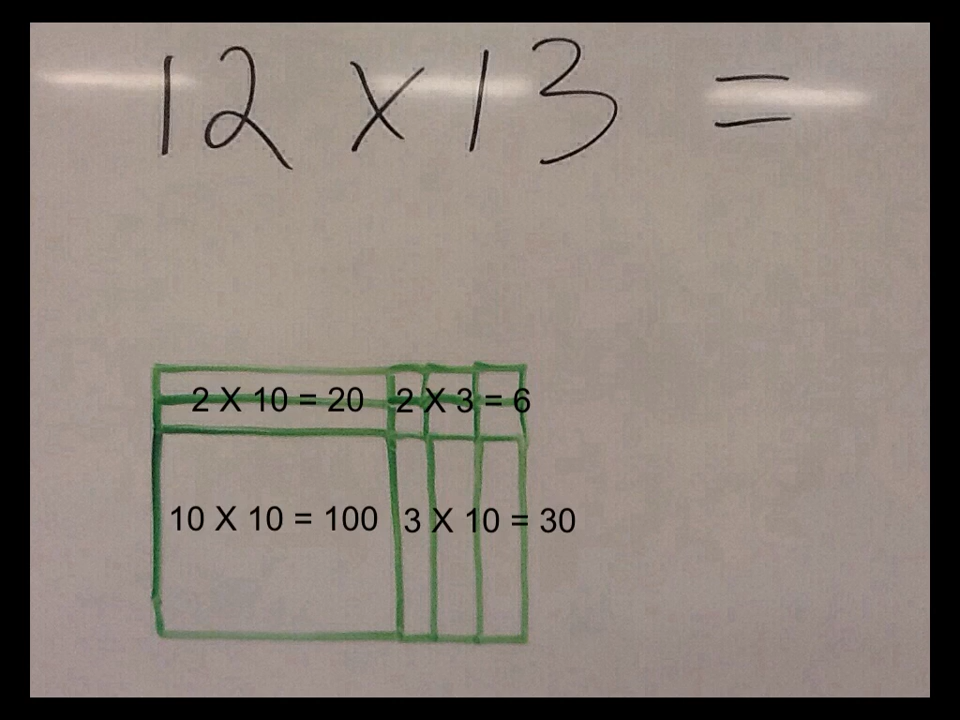 12 X 13 =
2 X 10 = 20 2 X 3 = 6
10 X 10 = 100 3 X 10 = 30